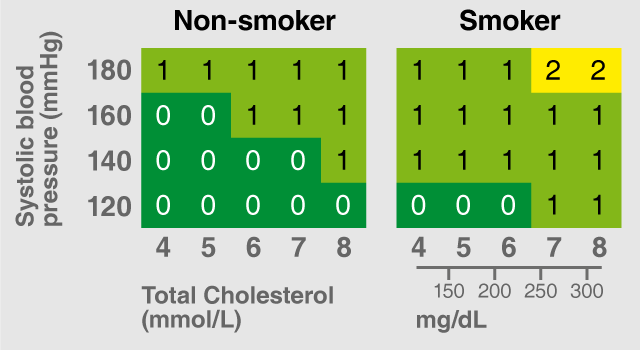 Non-smoker Smoker
Systolic blood
pressure (mmHg)
180 1 1 1 1 1 1 1 1 2 2
160 0 0 1 1 1 1 1 1 1 1
140 0 0 0 0 1 1 1 1 1 1
120 0 0 0 0 0 0 0 0 1 1
4 5 6 7 8 4 5 6 7 8
150 200 250 300
Total Cholesterol
(mmol/L) mg/dL